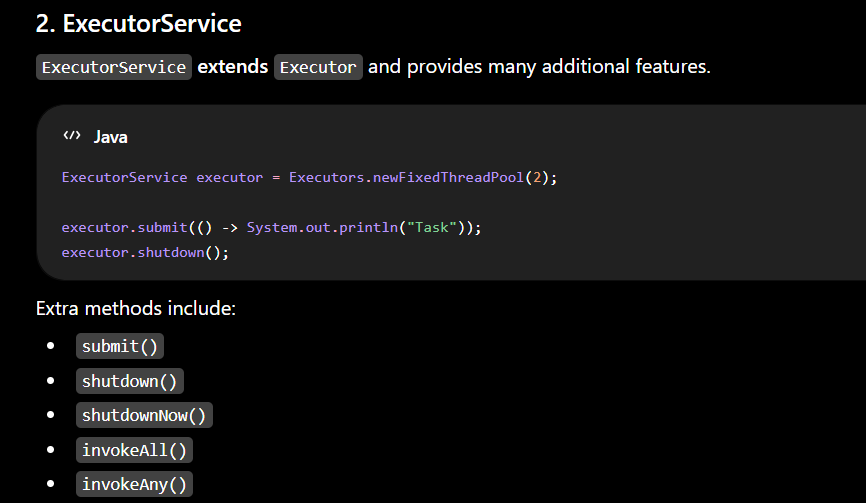 2. ExecutorService
ExecutorService extends Executor and provides many additional features.
</> Java
ExecutorService executor = Executors.newFixedThreadPool(2);
executor.submit(() -> System.out.println("Task"));
executor.shutdown();
Extra methods include:
• submit()
• shutdown()
• shutdownNow()
• invokeAll()
• invokeAny()